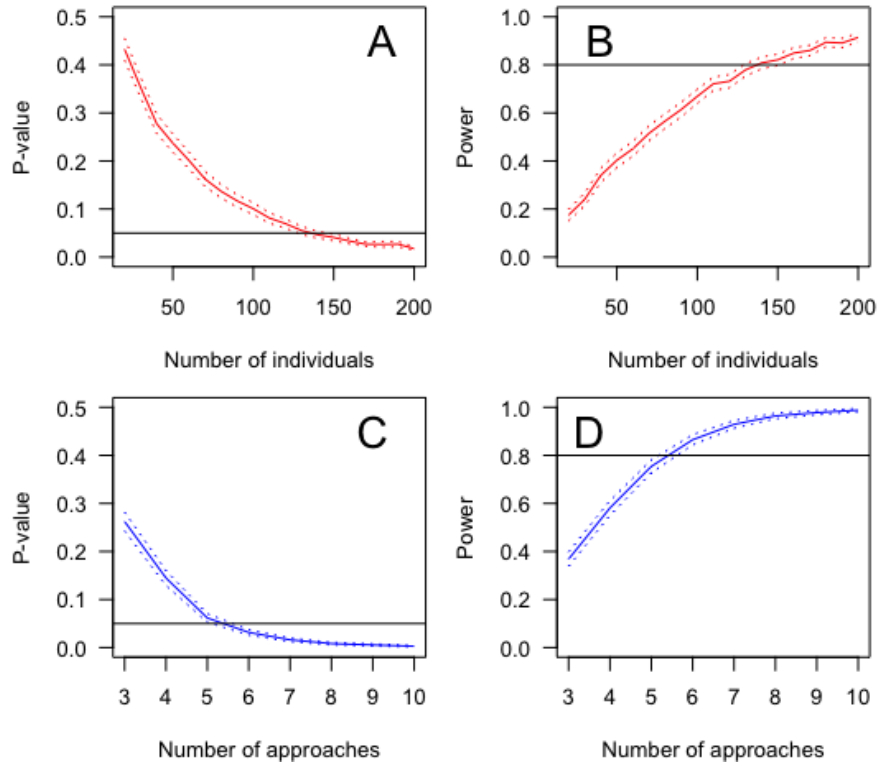 A
P-value
0.5
0.4
0.3
0.2
0.1
0.0
50 100 150 200
Number of individuals
B
Power
1.0
0.8
0.6
0.4
0.2
0.0
50 100 150 200
Number of individuals
C
P-value
0.5
0.4
0.3
0.2
0.1
0.0
3 4 5 6 7 8 9 10
Number of approaches
D
Power
1.0
0.8
0.6
0.4
0.2
0.0
3 4 5 6 7 8 9 10
Number of approaches